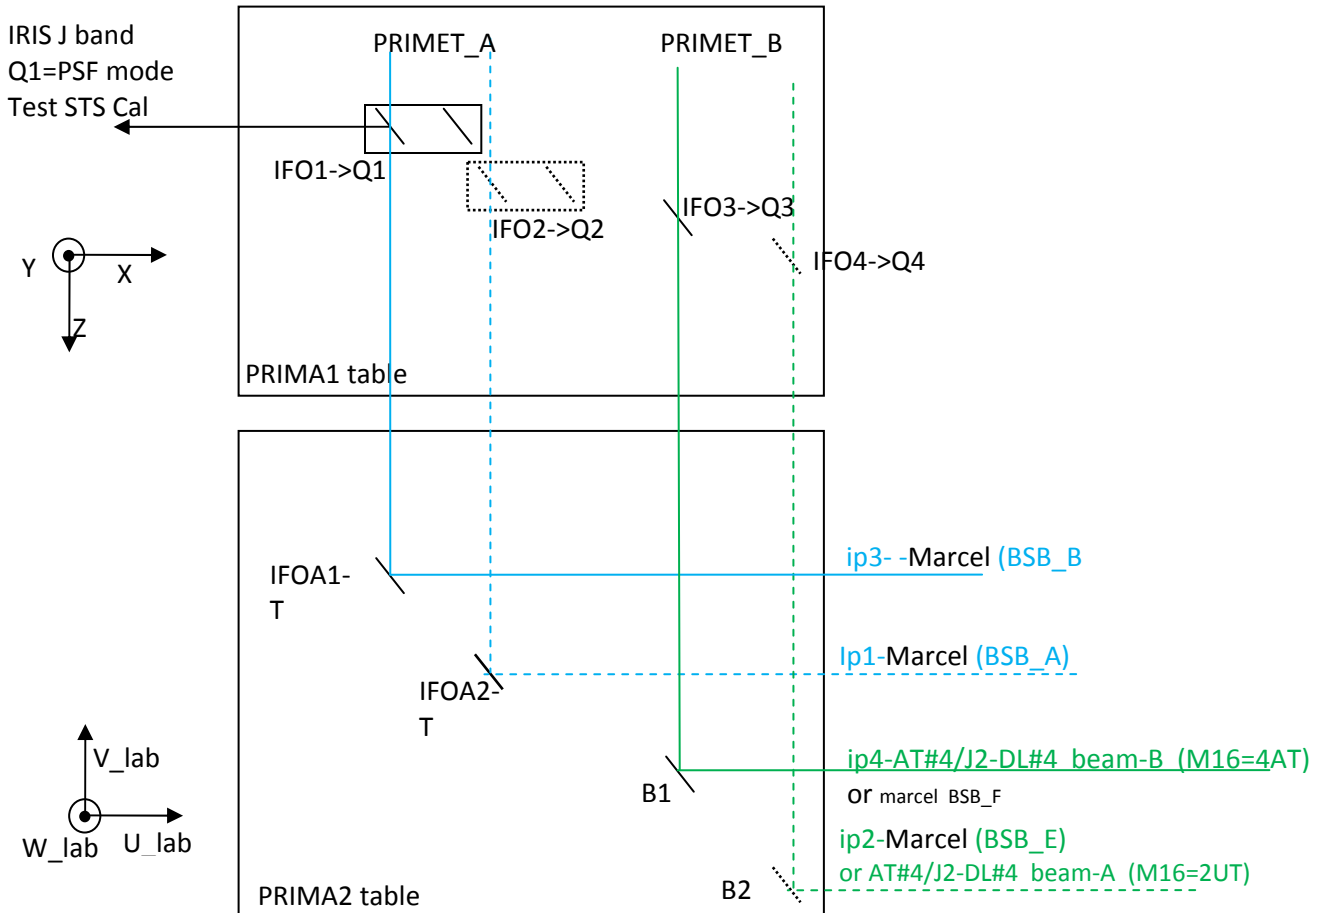 IRIS J band
Q1=PSF mode
Test STS Cal
PRIMET_A
PRIMET_B
IFO1->Q1
IFO2->Q2
IFO3->Q3
IFO4->Q4
Y
X
Z
PRIMA1 table
IFOA1-
T
ip3- -Marcel (BSB_B
IFOA2-
T
Ip1-Marcel (BSB_A)
V_lab
W_lab
U_lab
B1
ip4-AT#4/J2-DL#4 beam-B (M16=4AT)
or marcel BSB_F
B2
ip2-Marcel (BSB_E)
or AT#4/J2-DL#4 beam-A (M16=2UT)
PRIMA2 table